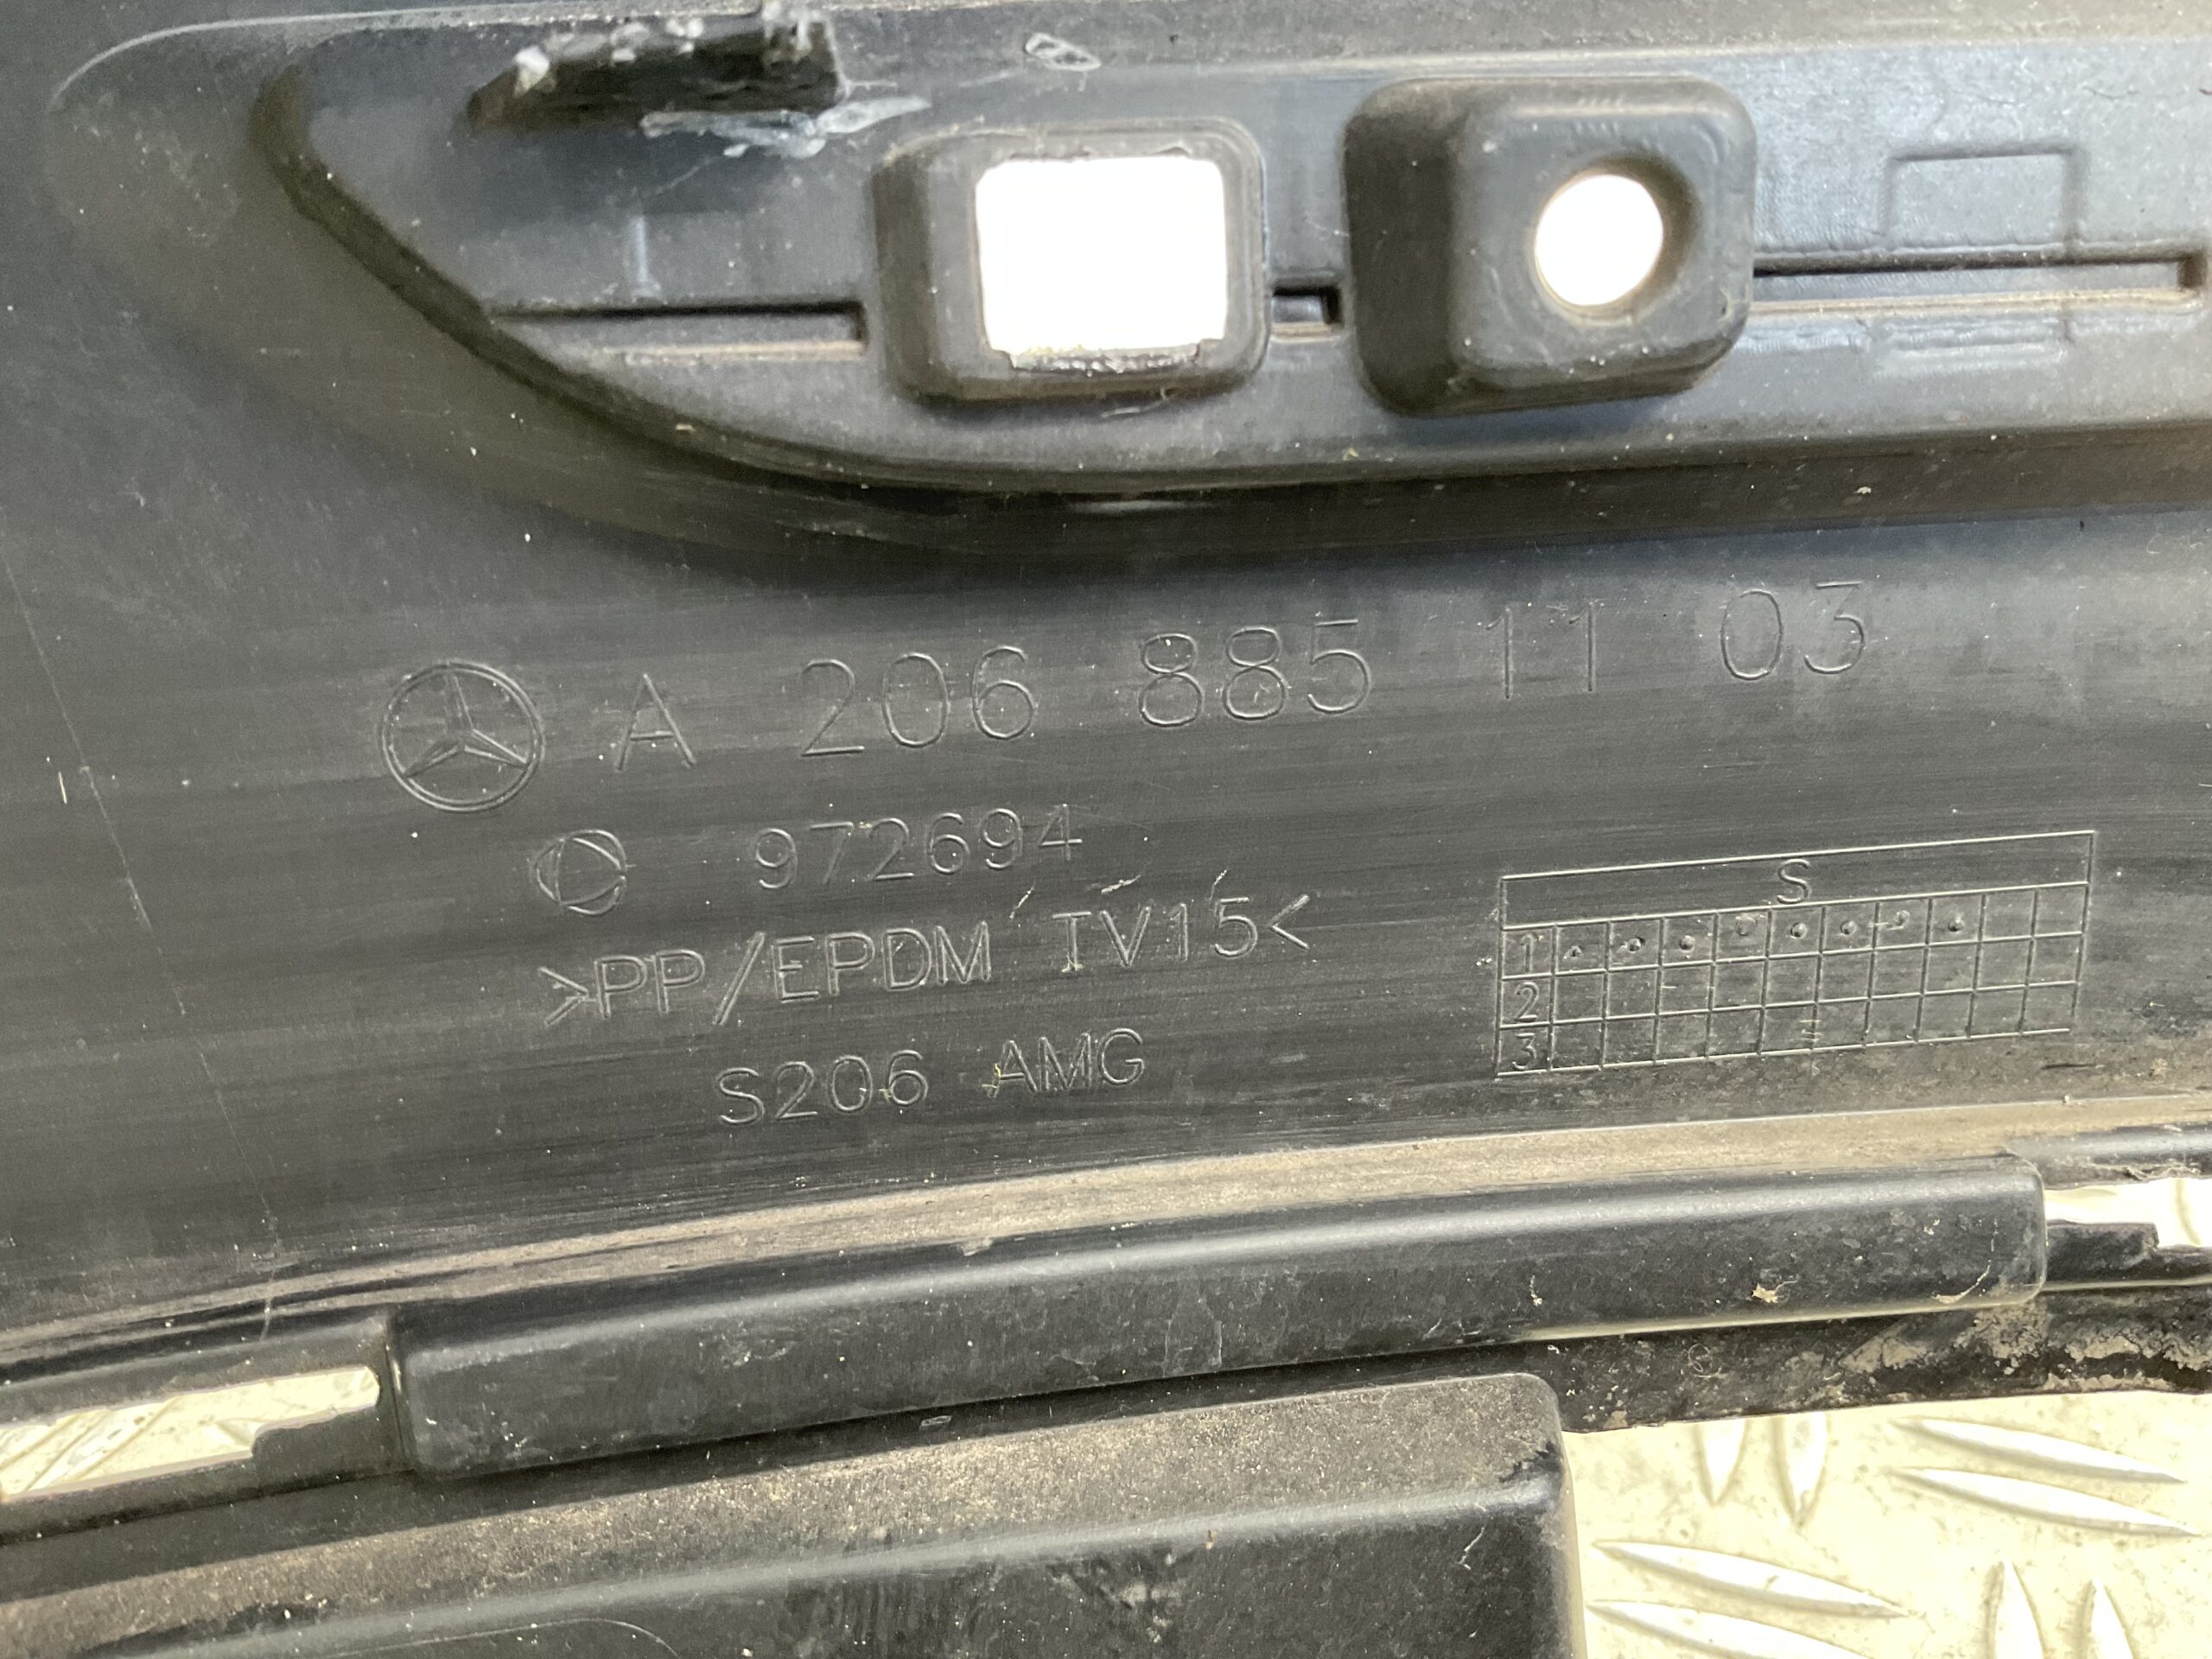 A 206 885 11 03
972694
>PP/EPDM TV15<
S206 AMG
S
1
2
3